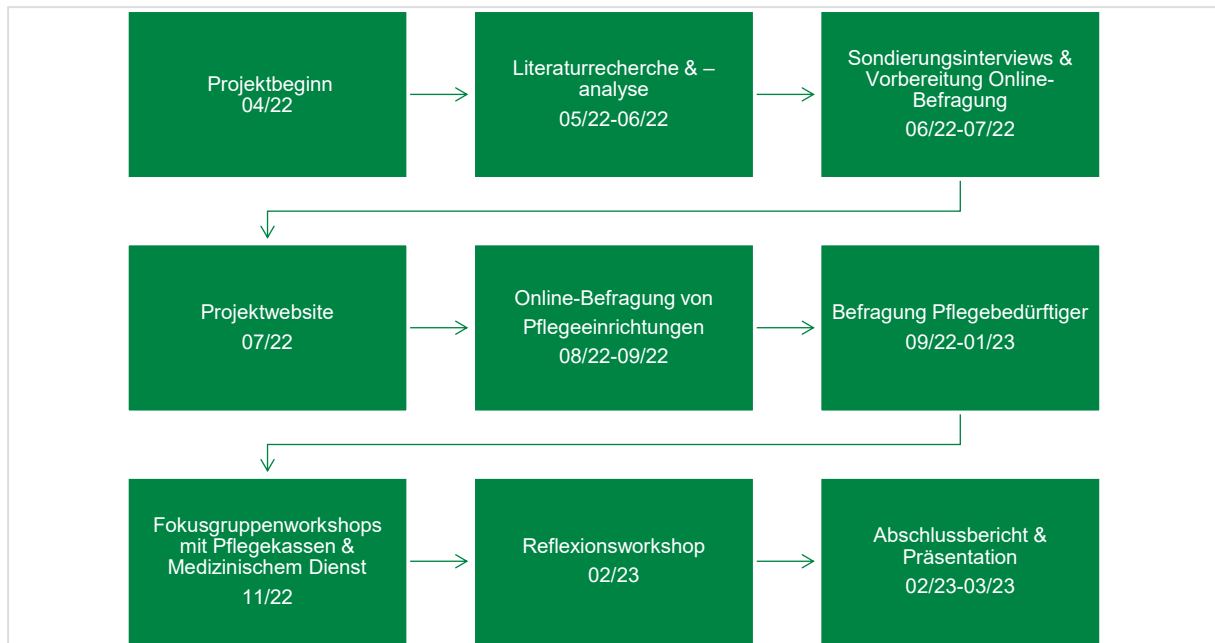 Projektbeginn
04/22
Literaturrecherche & –
analyse
05/22-06/22
Sondierungsinterviews &
Vorbereitung Online-
Befragung
06/22-07/22
Projektwebsite
07/22
Online-Befragung von
Pflegeeinrichtungen
08/22-09/22
Befragung Pflegebedürftiger
09/22-01/23
Fokusgruppenworkshops
mit Pflegekassen &
Medizinischem Dienst
11/22
Reflexionsworkshop
02/23
Abschlussbericht &
Präsentation
02/23-03/23